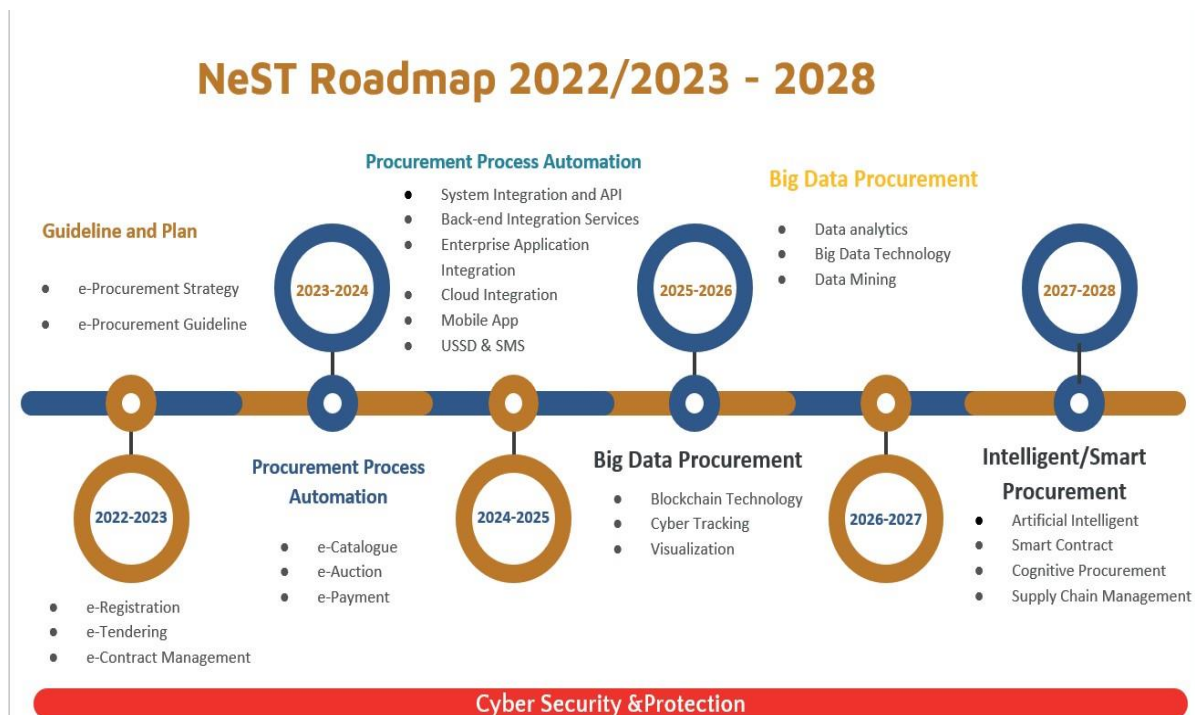 NeST Roadmap 2022/2023 - 2028
Guideline and Plan
e-Procurement Strategy
e-Procurement Guideline
2022-2023
e-Registration
e-Tendering
e-Contract Management
2023-2024
Procurement Process
Automation
e-Catalogue
e-Auction
e-Payment
Procurement Process Automation
System Integration and API
Back-end Integration Services
Enterprise Application
Integration
Cloud Integration
Mobile App
USSD & SMS
2024-2025
2025-2026
Big Data Procurement
Blockchain Technology
Cyber Tracking
Visualization
Big Data Procurement
Data analytics
Big Data Technology
Data Mining
2026-2027
2027-2028
Intelligent/Smart
Procurement
Artificial Intelligent
Smart Contract
Cognitive Procurement
Supply Chain Management
Cyber Security &Protection